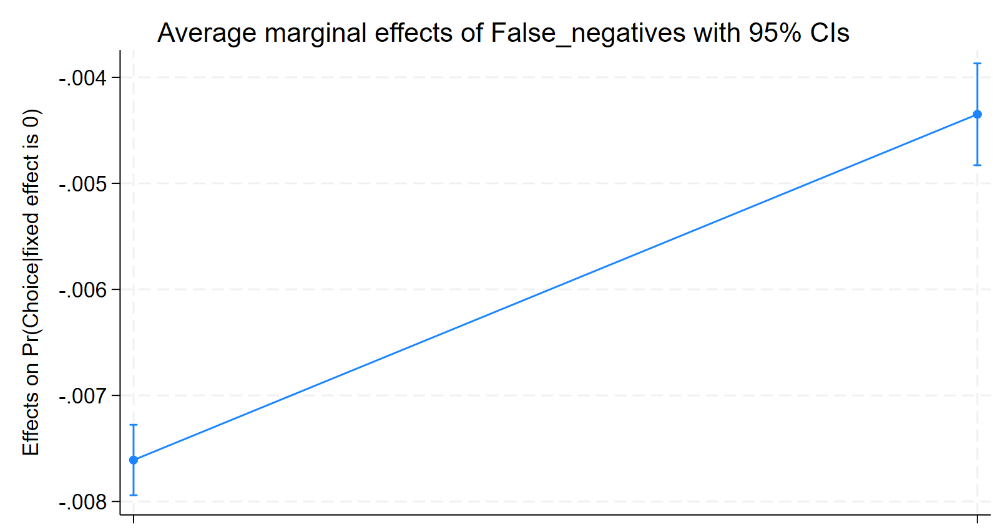 Average marginal effects of False_negatives with 95% CIs
Effects on Pr(Choice|fixed effect is 0)
-.004
-.005
-.006
-.007
-.008